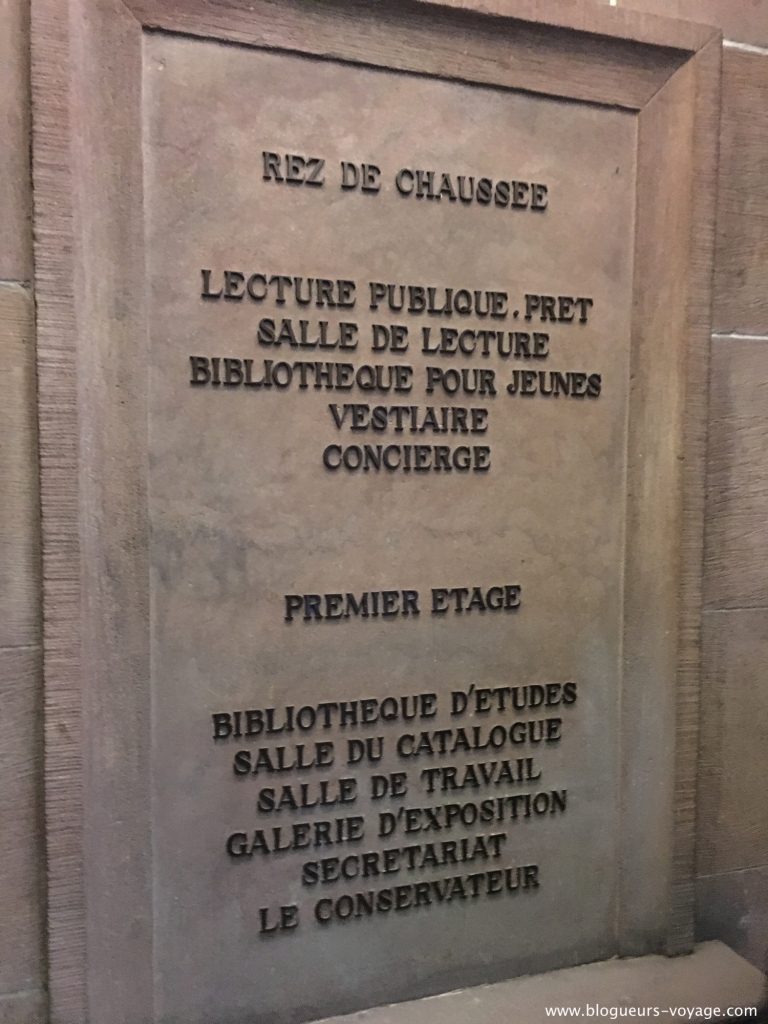 REZ DE CHAUSSEE
LECTURE PUBLIQUE . PRET
SALLE DE LECTURE
BIBLIOTHEQUE POUR JEUNES
VESTIAIRE
CONCIERGE
PREMIER ETAGE
BIBLIOTHEQUE D'ETUDES
SALLE DU CATALOGUE
SALLE DE TRAVAIL
GALERIE D'EXPOSITION
SECRETARIAT
LE CONSERVATEUR
www.blogueurs-voyage.com